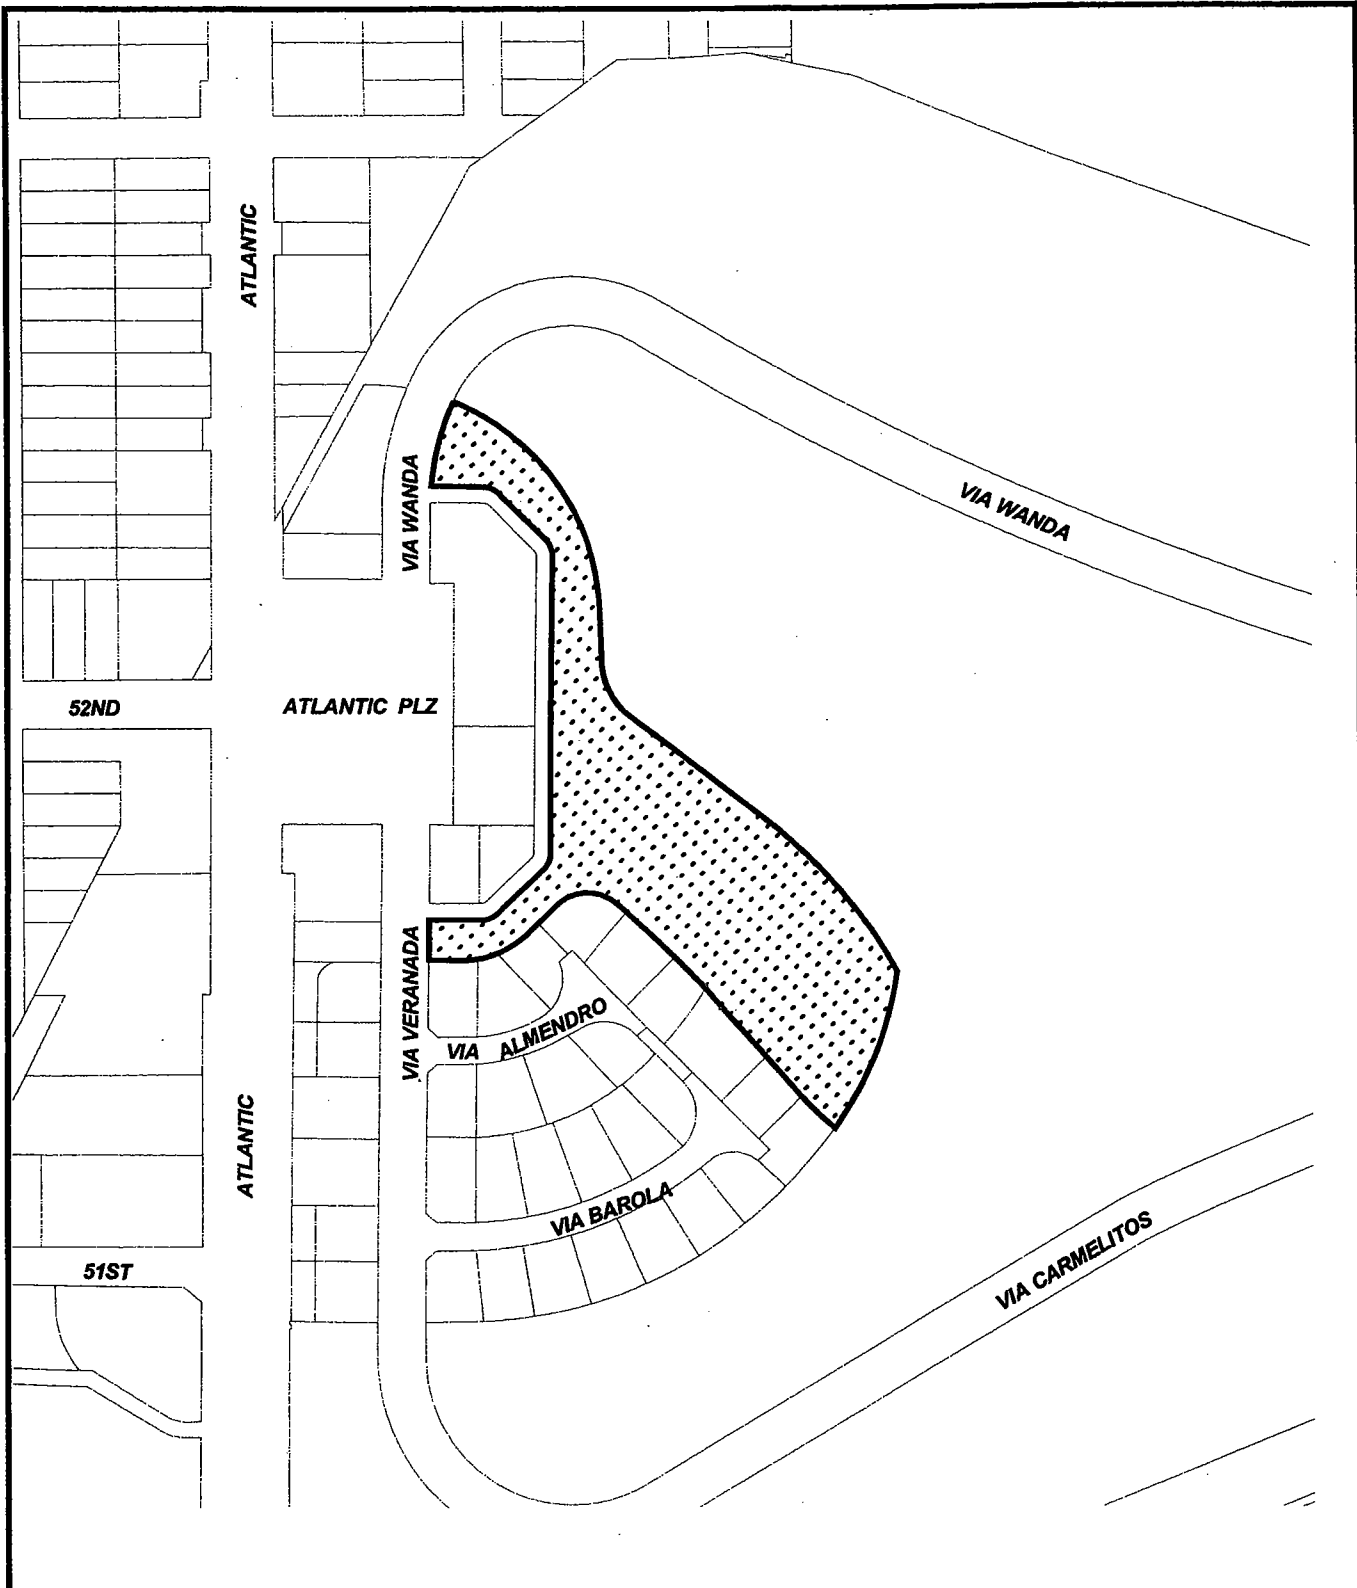 ATLANTIC
VIA WANDA
VIA WANDA
52ND
ATLANTIC PLZ
VIA VERANADA
VIA ALMENDRO
ATLANTIC
VIA BAROLA
VIA CARMELITOS
51ST